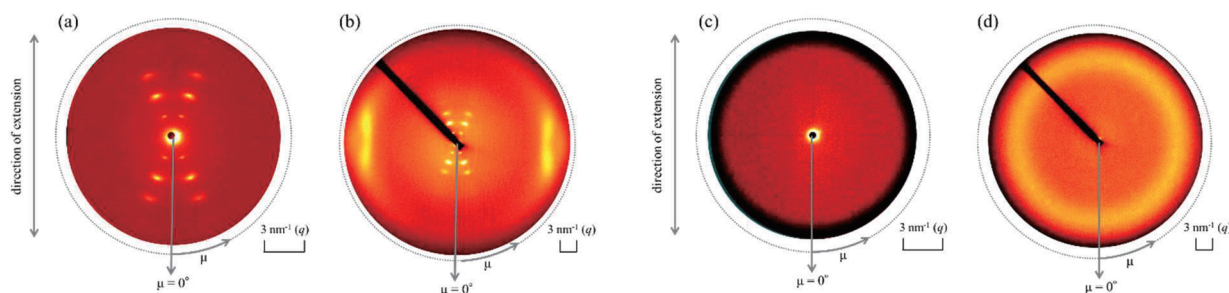 (a)
(b)
(c)
(d)
direction of extension
3 nm⁻¹ (q)
μ
μ = 0°
3 nm⁻¹ (q)
μ
μ = 0°
direction of extension
3 nm⁻¹ (q)
μ
μ = 0°
3 nm⁻¹ (q)
μ
μ = 0°